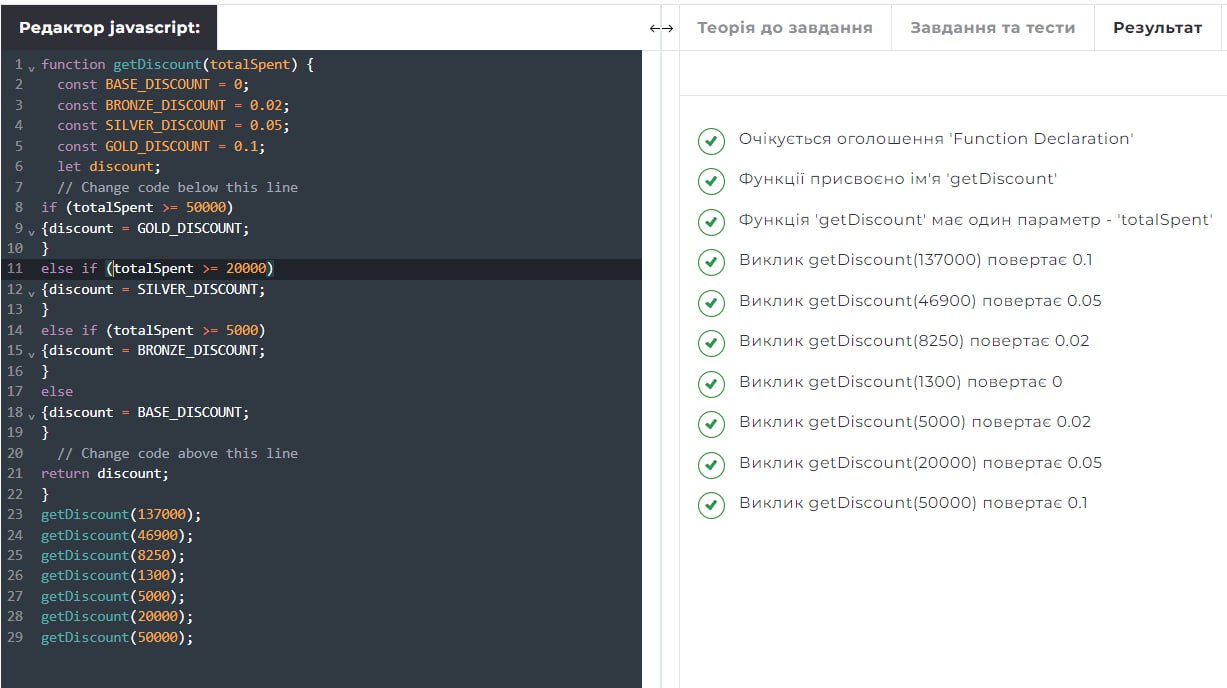 Редактор javascript:
Теорія до завдання
Завдання та тести
Результат
1 function getDiscount(totalSpent) {
2   const BASE_DISCOUNT = 0;
3   const BRONZE_DISCOUNT = 0.02;
4   const SILVER_DISCOUNT = 0.05;
5   const GOLD_DISCOUNT = 0.1;
6   let discount;
7   // Change code below this line
8 if (totalSpent >= 50000)
9 {discount = GOLD_DISCOUNT;
10 }
11 else if (totalSpent >= 20000)
12 {discount = SILVER_DISCOUNT;
13 }
14 else if (totalSpent >= 5000)
15 {discount = BRONZE_DISCOUNT;
16 }
17 else
18 {discount = BASE_DISCOUNT;
19 }
20   // Change code above this line
21 return discount;
22 }
23 getDiscount(137000);
24 getDiscount(46900);
25 getDiscount(8250);
26 getDiscount(1300);
27 getDiscount(5000);
28 getDiscount(20000);
29 getDiscount(50000);
Очікується оголошення 'Function Declaration'
Функції присвоєно ім'я 'getDiscount'
Функція 'getDiscount' має один параметр - 'totalSpent'
Виклик getDiscount(137000) повертає 0.1
Виклик getDiscount(46900) повертає 0.05
Виклик getDiscount(8250) повертає 0.02
Виклик getDiscount(1300) повертає 0
Виклик getDiscount(5000) повертає 0.02
Виклик getDiscount(20000) повертає 0.05
Виклик getDiscount(50000) повертає 0.1